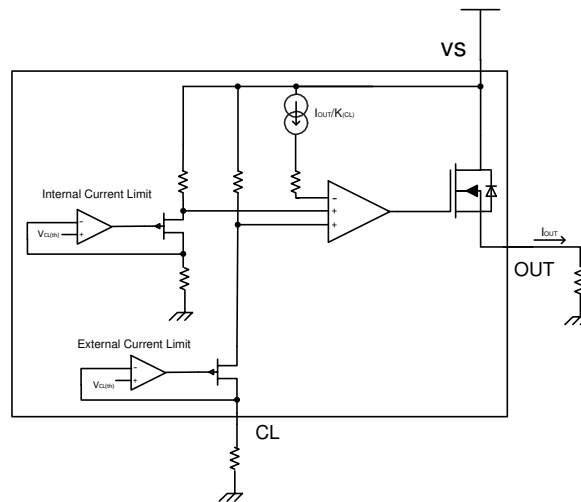 VS
IOUT/K(CL)
Internal Current Limit
-
+
VCL(th)
-
+
+
IOUT
OUT
External Current Limit
-
+
VCL(th)
CL